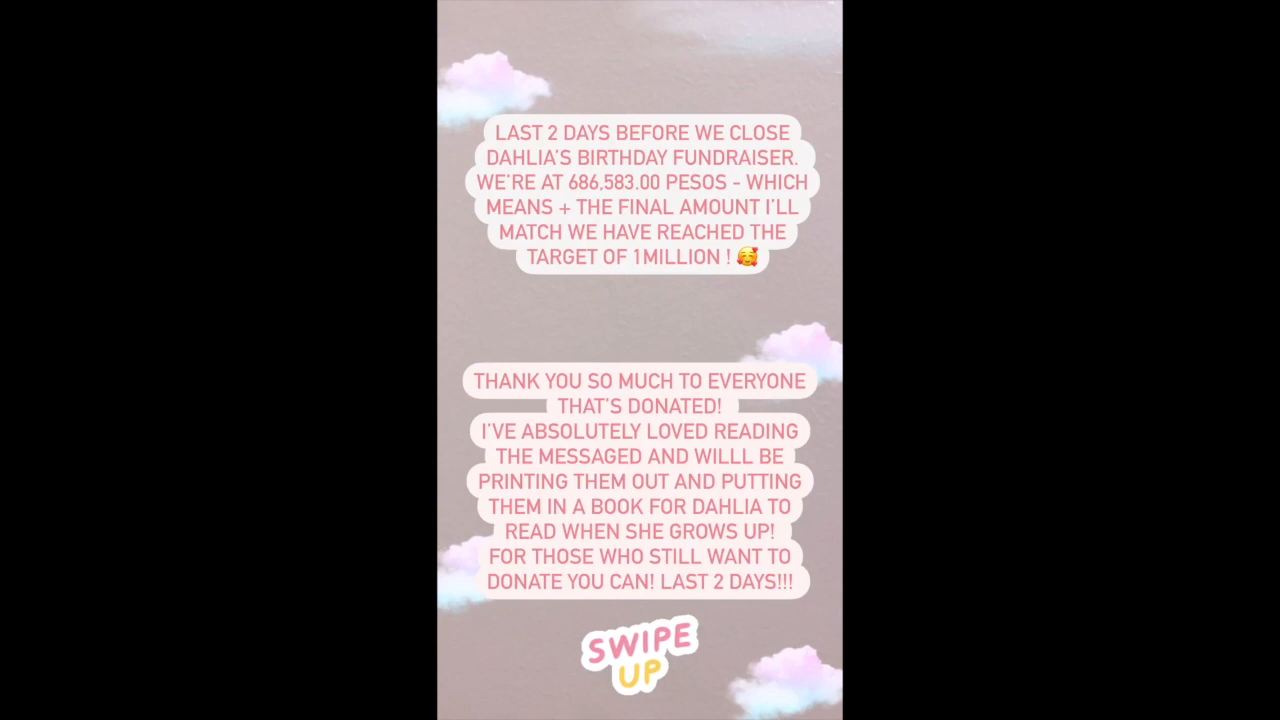 LAST 2 DAYS BEFORE WE CLOSE
DAHLIA'S BIRTHDAY FUNDRAISER.
WE'RE AT 686,583.00 PESOS - WHICH
MEANS + THE FINAL AMOUNT I'LL
MATCH WE HAVE REACHED THE
TARGET OF 1MILLION ! 🥰
THANK YOU SO MUCH TO EVERYONE
THAT'S DONATED!
I'VE ABSOLUTELY LOVED READING
THE MESSAGED AND WILLL BE
PRINTING THEM OUT AND PUTTING
THEM IN A BOOK FOR DAHLIA TO
READ WHEN SHE GROWS UP!
FOR THOSE WHO STILL WANT TO
DONATE YOU CAN! LAST 2 DAYS!!!
SWIPE
UP